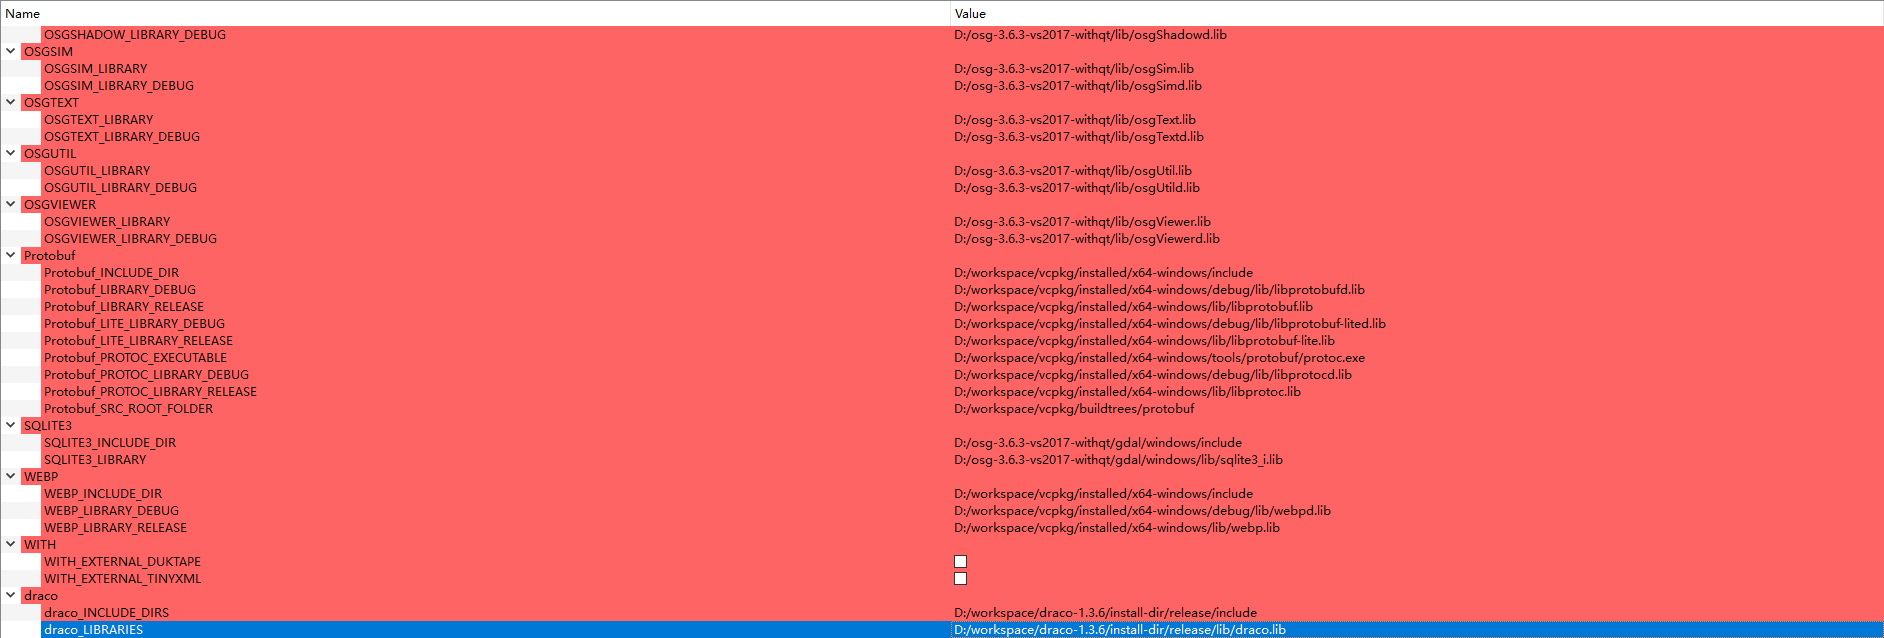 Name Value
OSGSHADOW_LIBRARY_DEBUG D:/osg-3.6.3-vs2017-withqt/lib/osgShadowd.lib
OSGSIM
OSGSIM_LIBRARY D:/osg-3.6.3-vs2017-withqt/lib/osgSim.lib
OSGSIM_LIBRARY_DEBUG D:/osg-3.6.3-vs2017-withqt/lib/osgSimd.lib
OSGTEXT
OSGTEXT_LIBRARY D:/osg-3.6.3-vs2017-withqt/lib/osgText.lib
OSGTEXT_LIBRARY_DEBUG D:/osg-3.6.3-vs2017-withqt/lib/osgTextd.lib
OSGUTIL
OSGUTIL_LIBRARY D:/osg-3.6.3-vs2017-withqt/lib/osgUtil.lib
OSGUTIL_LIBRARY_DEBUG D:/osg-3.6.3-vs2017-withqt/lib/osgUtild.lib
OSGVIEWER
OSGVIEWER_LIBRARY D:/osg-3.6.3-vs2017-withqt/lib/osgViewer.lib
OSGVIEWER_LIBRARY_DEBUG D:/osg-3.6.3-vs2017-withqt/lib/osgViewerd.lib
Protobuf
Protobuf_INCLUDE_DIR D:/workspace/vcpkg/installed/x64-windows/include
Protobuf_LIBRARY_DEBUG D:/workspace/vcpkg/installed/x64-windows/debug/lib/libprotobufd.lib
Protobuf_LIBRARY_RELEASE D:/workspace/vcpkg/installed/x64-windows/lib/libprotobuf.lib
Protobuf_LITE_LIBRARY_DEBUG D:/workspace/vcpkg/installed/x64-windows/debug/lib/libprotobuf-lited.lib
Protobuf_LITE_LIBRARY_RELEASE D:/workspace/vcpkg/installed/x64-windows/lib/libprotobuf-lite.lib
Protobuf_PROTOC_EXECUTABLE D:/workspace/vcpkg/installed/x64-windows/tools/protobuf/protoc.exe
Protobuf_PROTOC_LIBRARY_DEBUG D:/workspace/vcpkg/installed/x64-windows/debug/lib/libprotocd.lib
Protobuf_PROTOC_LIBRARY_RELEASE D:/workspace/vcpkg/installed/x64-windows/lib/libprotoc.lib
Protobuf_SRC_ROOT_FOLDER D:/workspace/vcpkg/buildtrees/protobuf
SQLITE3
SQLITE3_INCLUDE_DIR D:/osg-3.6.3-vs2017-withqt/gdal/windows/include
SQLITE3_LIBRARY D:/osg-3.6.3-vs2017-withqt/gdal/windows/lib/sqlite3_i.lib
WEBP
WEBP_INCLUDE_DIR D:/workspace/vcpkg/installed/x64-windows/include
WEBP_LIBRARY_DEBUG D:/workspace/vcpkg/installed/x64-windows/debug/lib/webpd.lib
WEBP_LIBRARY_RELEASE D:/workspace/vcpkg/installed/x64-windows/lib/webp.lib
WITH
WITH_EXTERNAL_DUKTAPE
WITH_EXTERNAL_TINYXML
draco
draco_INCLUDE_DIRS D:/workspace/draco-1.3.6/install-dir/release/include
draco_LIBRARIES D:/workspace/draco-1.3.6/install-dir/release/lib/draco.lib